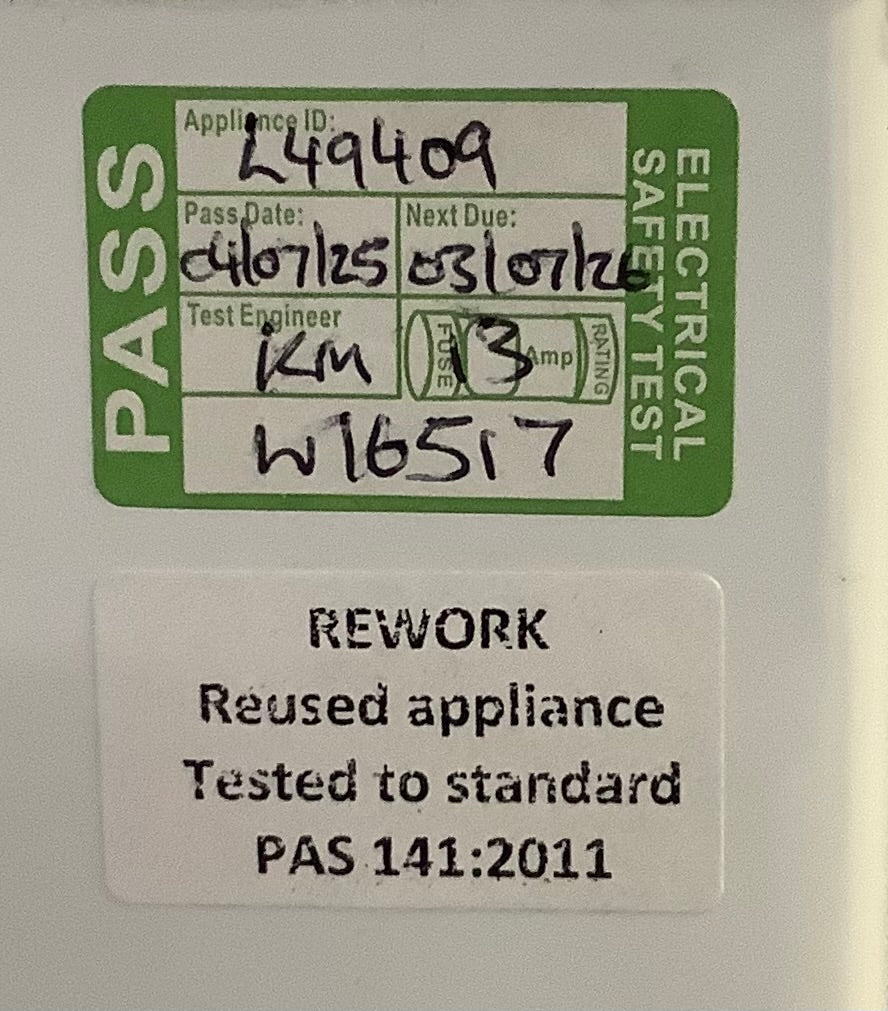 PASS
Appliance ID: L49409
Pass Date: Next Due:
04/07/25 03/07/26
Test Engineer
KM
FUSE 13 Amp RATING
W16517
ELECTRICAL
SAFETY TEST
REWORK
Reused appliance
Tested to standard
PAS 141:2011